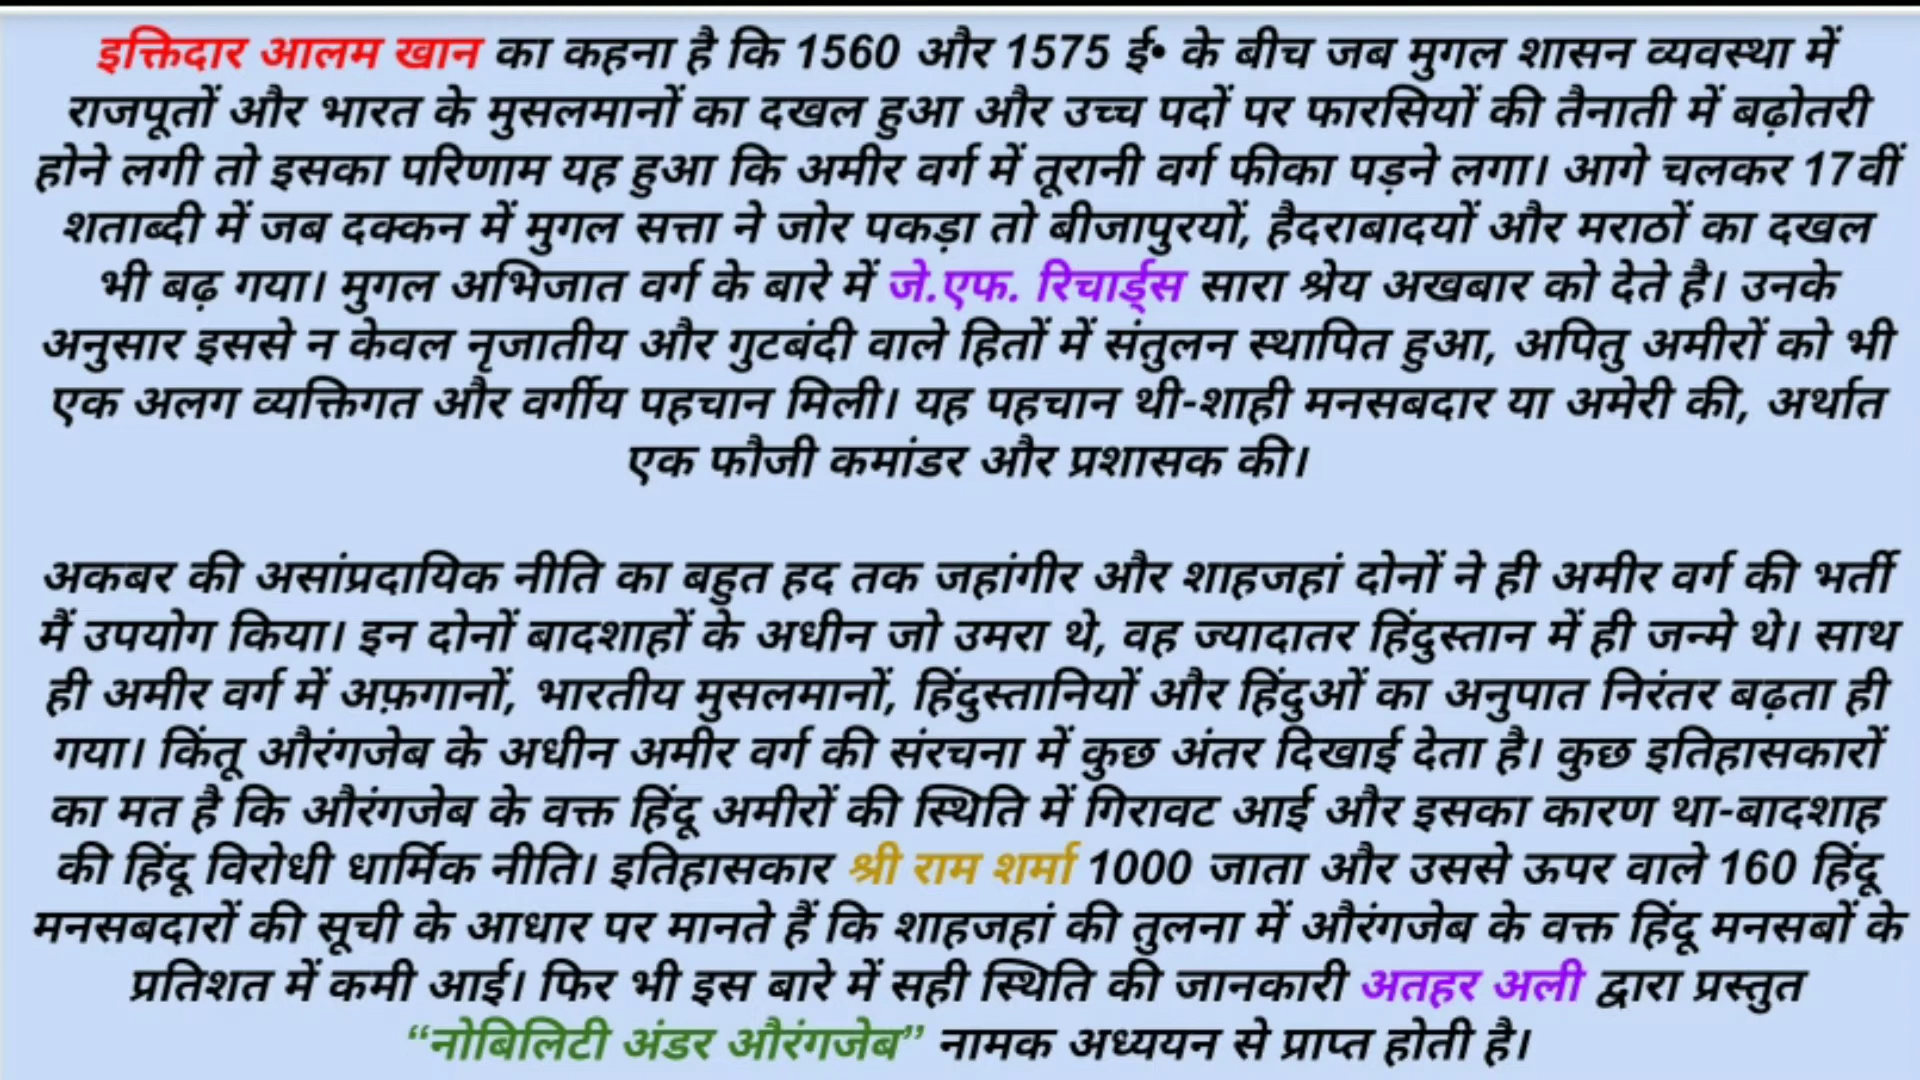 इक्तिदार आलम खान का कहना है कि 1560 और 1575 ई• के बीच जब मुगल शासन व्यवस्था में
राजपूतों और भारत के मुसलमानों का दखल हुआ और उच्च पदों पर फारसियों की तैनाती में बढ़ोतरी
होने लगी तो इसका परिणाम यह हुआ कि अमीर वर्ग में तूरानी वर्ग फीका पड़ने लगा। आगे चलकर 17वीं
शताब्दी में जब दक्कन में मुगल सत्ता ने जोर पकड़ा तो बीजापुरयों, हैदराबादयों और मराठों का दखल
भी बढ़ गया। मुगल अभिजात वर्ग के बारे में जे.एफ. रिचार्ड्स सारा श्रेय अखबार को देते है। उनके
अनुसार इससे न केवल नृजातीय और गुटबंदी वाले हितों में संतुलन स्थापित हुआ, अपितु अमीरों को भी
एक अलग व्यक्तिगत और वर्गीय पहचान मिली। यह पहचान थी-शाही मनसबदार या अमेरी की, अर्थात
एक फौजी कमांडर और प्रशासक की।
अकबर की असांप्रदायिक नीति का बहुत हद तक जहांगीर और शाहजहां दोनों ने ही अमीर वर्ग की भर्ती
मैं उपयोग किया। इन दोनों बादशाहों के अधीन जो उमरा थे, वह ज्यादातर हिंदुस्तान में ही जन्मे थे। साथ
ही अमीर वर्ग में अफ़गानों, भारतीय मुसलमानों, हिंदुस्तानियों और हिंदुओं का अनुपात निरंतर बढ़ता ही
गया। किंतू औरंगजेब के अधीन अमीर वर्ग की संरचना में कुछ अंतर दिखाई देता है। कुछ इतिहासकारों
का मत है कि औरंगजेब के वक्त हिंदू अमीरों की स्थिति में गिरावट आई और इसका कारण था-बादशाह
की हिंदू विरोधी धार्मिक नीति। इतिहासकार श्री राम शर्मा 1000 जाता और उससे ऊपर वाले 160 हिंदू
मनसबदारों की सूची के आधार पर मानते हैं कि शाहजहां की तुलना में औरंगजेब के वक्त हिंदू मनसबों के
प्रतिशत में कमी आई। फिर भी इस बारे में सही स्थिति की जानकारी अतहर अली द्वारा प्रस्तुत
“नोबिलिटी अंडर औरंगजेब” नामक अध्ययन से प्राप्त होती है।